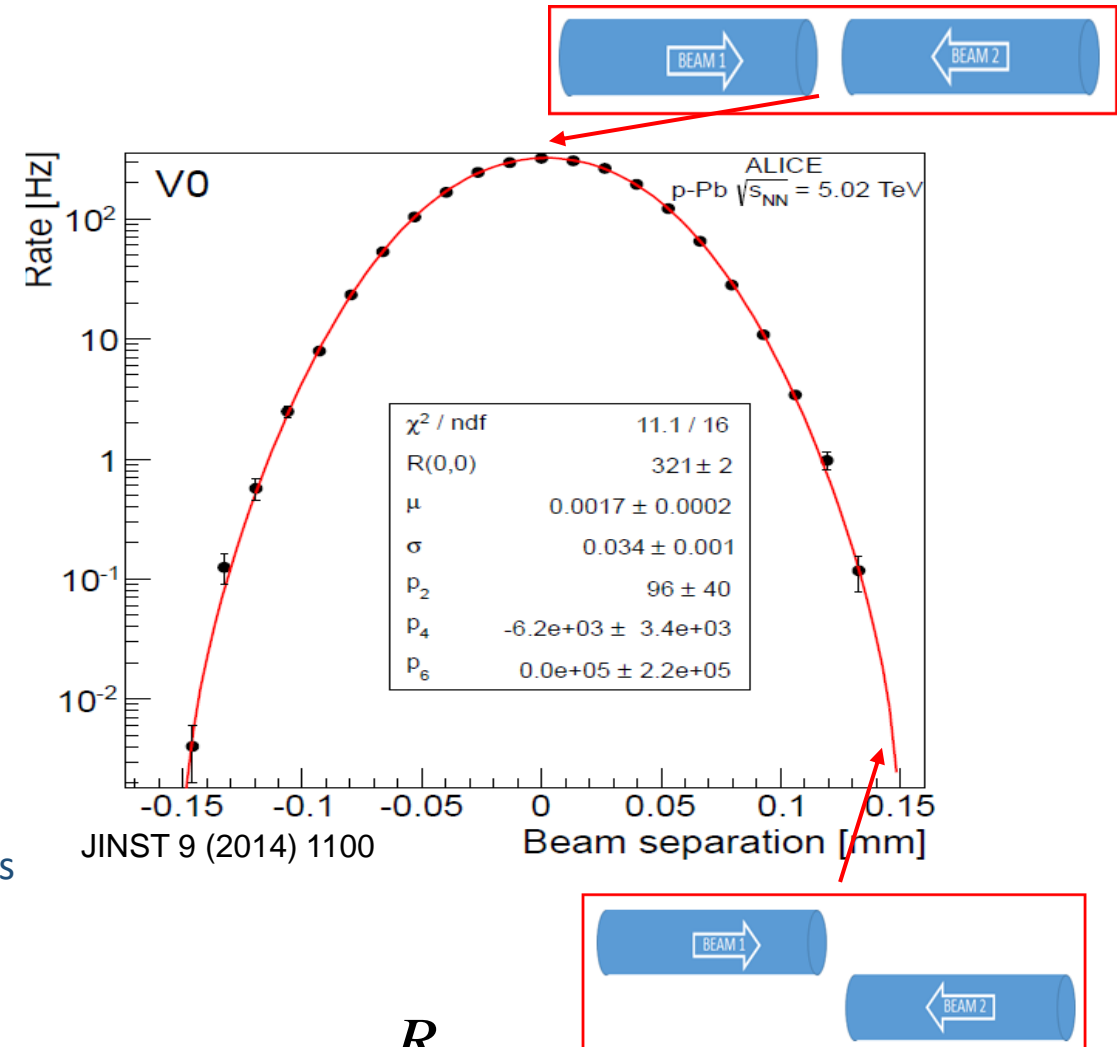 BEAM 1 BEAM 2
V0
ALICE
p-Pb √sNN = 5.02 TeV
Rate [Hz]
10²
10
1
10⁻¹
10⁻²
χ² / ndf 11.1 / 16
R(0,0) 321 ± 2
μ 0.0017 ± 0.0002
σ 0.034 ± 0.001
p₂ 96 ± 40
p₄ -6.2e+03 ± 3.4e+03
p₆ 0.0e+05 ± 2.2e+05
-0.15 -0.1 -0.05 0 0.05 0.1 0.15
Beam separation [mm]
JINST 9 (2014) 1100
s
BEAM 1
BEAM 2
R